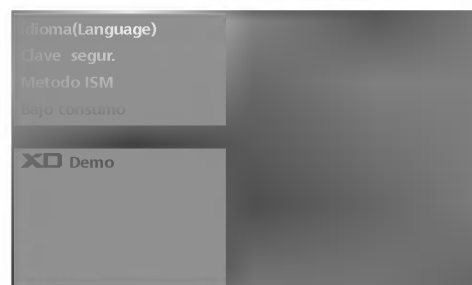 Idioma(Language)
Clave segur.
Metodo ISM
Bajo consumo
XD Demo